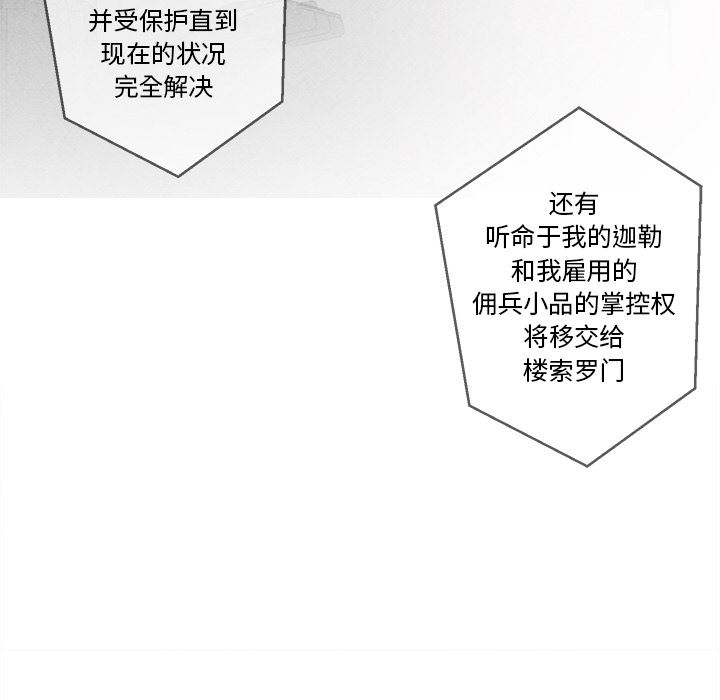 并受保护直到
现在的状况
完全解决
还有
听命于我的迦勒
和我雇用的
佣兵小品的掌控权
将移交给
楼索罗门